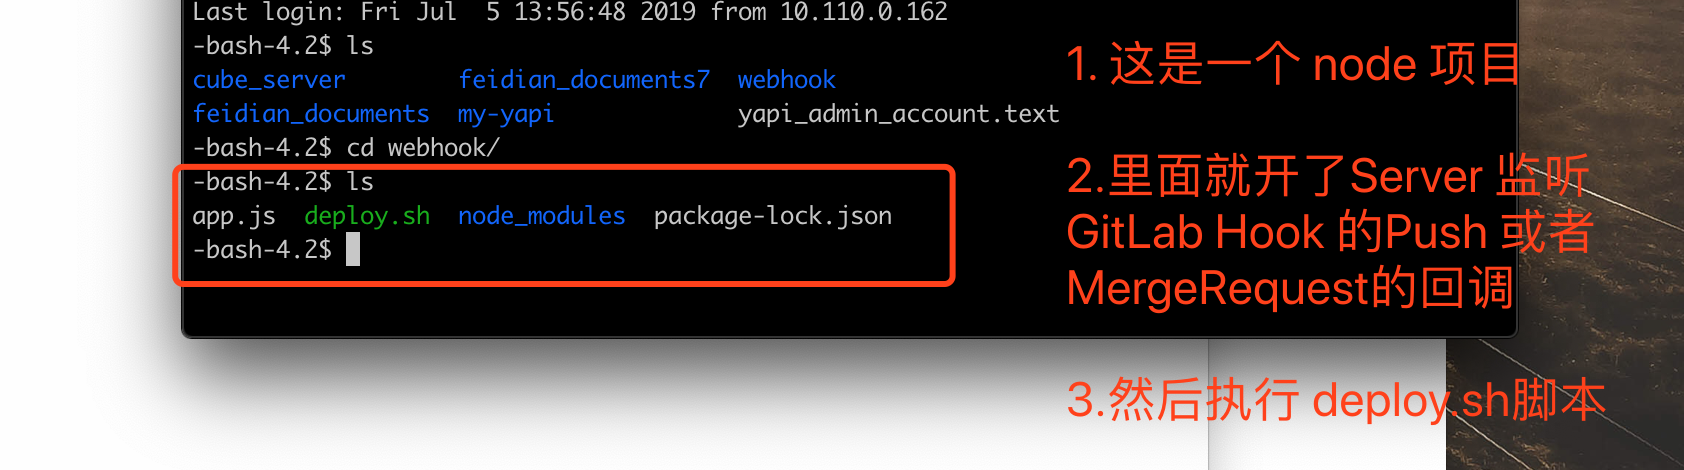 Last login: Fri Jul  5 13:56:48 2019 from 10.110.0.162
-bash-4.2$ ls
cube_server feidian_documents7 webhook
feidian_documents my-yapi yapi_admin_account.text
-bash-4.2$ cd webhook/
-bash-4.2$ ls
app.js deploy.sh node_modules package-lock.json
-bash-4.2$
1. 这是一个 node 项目
2.里面就开了Server 监听
GitLab Hook 的Push 或者
MergeRequest的回调
3.然后执行 deploy.sh脚本